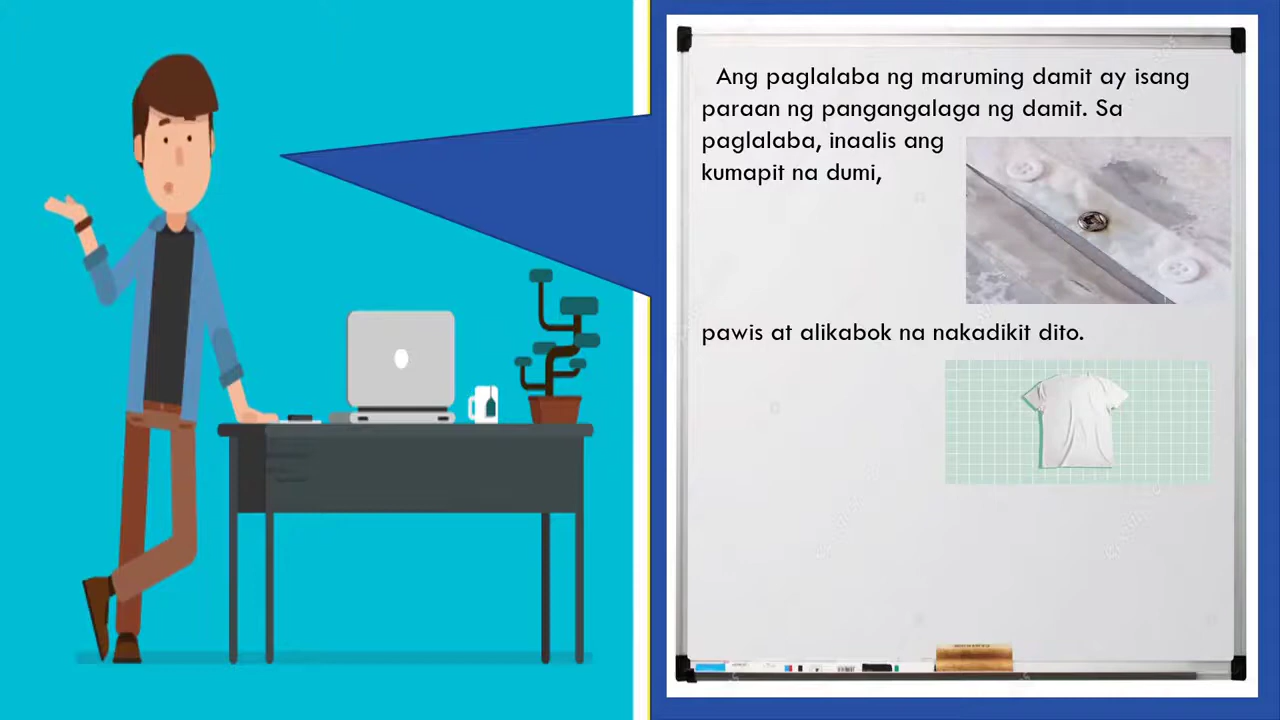 Ang paglalaba ng maruming damit ay isang
paraan ng pangangalaga ng damit. Sa
paglalaba, inaalis ang
kumapit na dumi,
pawis at alikabok na nakadikit dito.